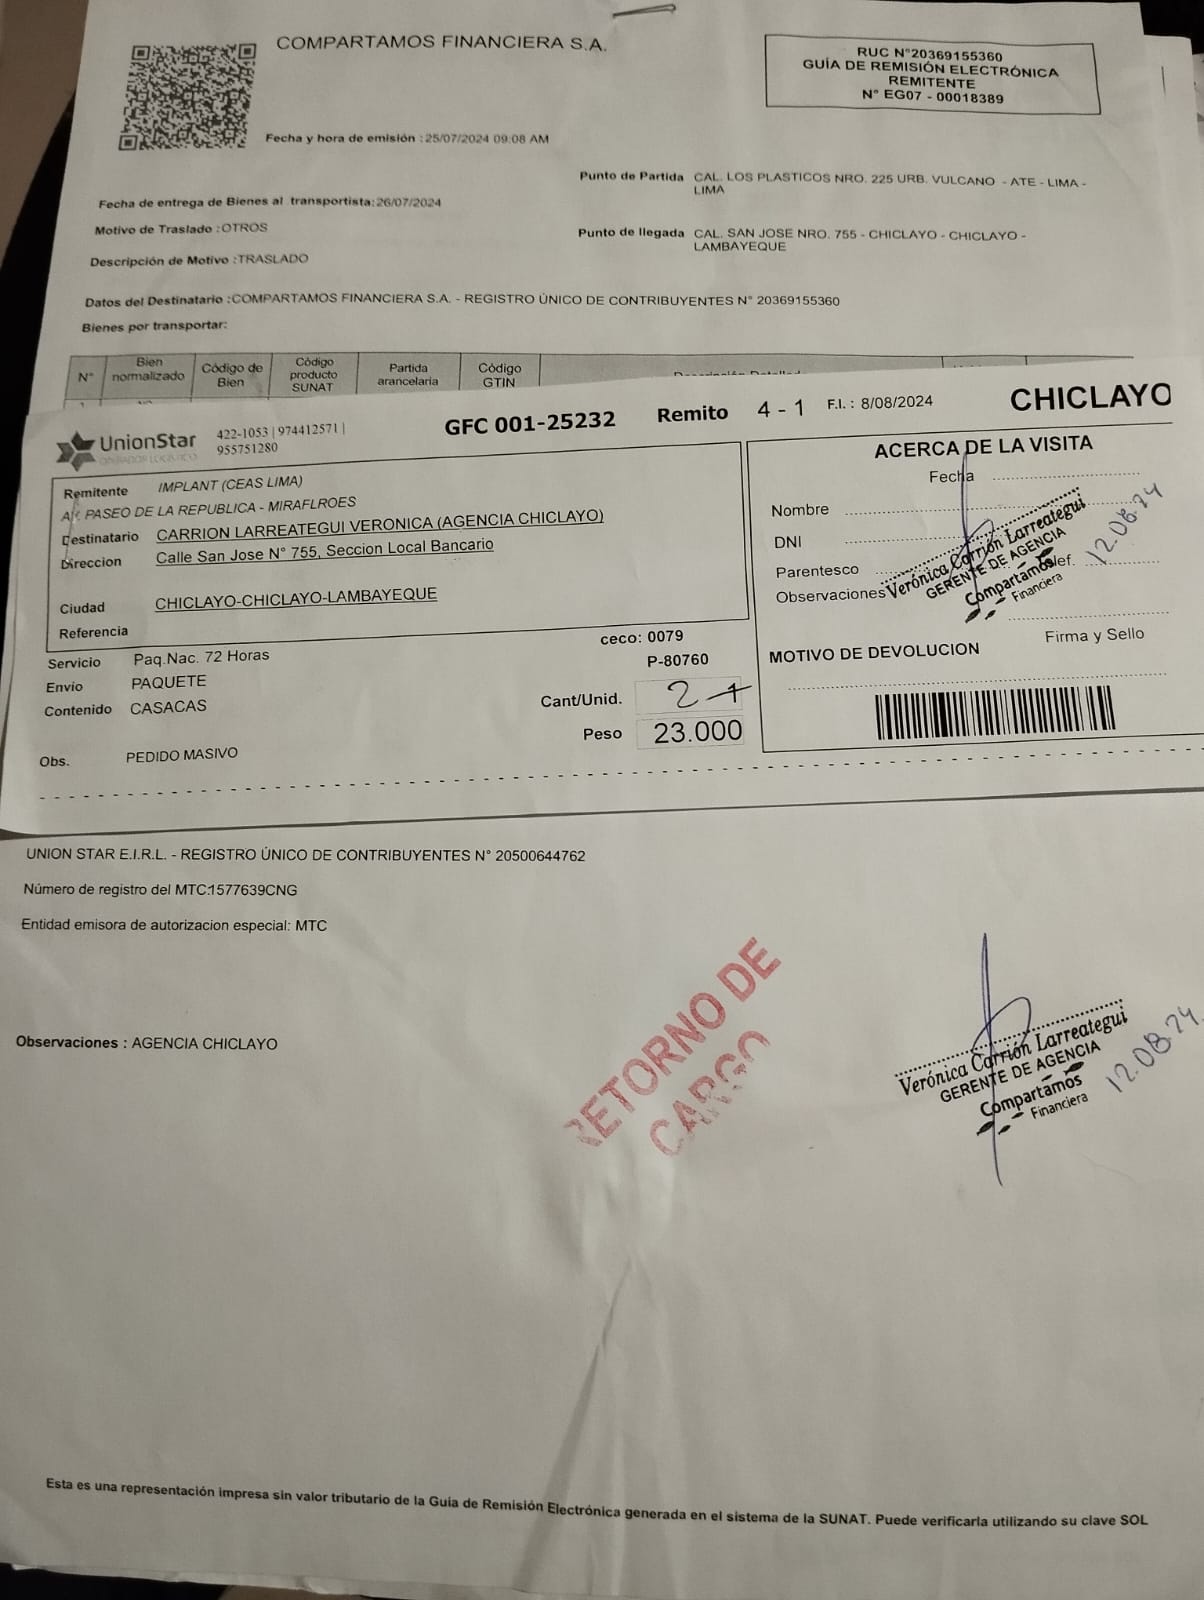 COMPARTAMOS FINANCIERA S.A.
RUC N°20369155360
GUÍA DE REMISIÓN ELECTRÓNICA
REMITENTE
N° EG07 - 00018389
Fecha y hora de emisión : 25/07/2024 09:08 AM
Punto de Partida CAL. LOS PLASTICOS NRO. 225 URB. VULCANO - ATE - LIMA -
LIMA
Fecha de entrega de Bienes al transportista: 26/07/2024
Motivo de Traslado : OTROS
Punto de llegada CAL. SAN JOSE NRO. 755 - CHICLAYO - CHICLAYO -
LAMBAYEQUE
Descripción de Motivo : TRASLADO
Datos del Destinatario : COMPARTAMOS FINANCIERA S.A. - REGISTRO ÚNICO DE CONTRIBUYENTES N° 20369155360
Bienes por transportar:
N° Bien normalizado Código de Bien Código producto SUNAT Partida arancelaria Código GTIN
UnionStar
422-1053 | 974412571 |
955751280
GFC 001-25232 Remito 4 - 1 F.I. : 8/08/2024 CHICLAYO
Remitente IMPLANT (CEAS LIMA)
PASEO DE LA REPUBLICA - MIRAFLROES
Destinatario CARRION LARREATEGUI VERONICA (AGENCIA CHICLAYO)
Direccion Calle San Jose N° 755, Seccion Local Bancario
Ciudad CHICLAYO-CHICLAYO-LAMBAYEQUE
Referencia
Servicio Paq.Nac. 72 Horas
Envio PAQUETE
Contenido CASACAS
Obs. PEDIDO MASIVO
ceco: 0079
P-80760
Cant/Unid. 2
Peso 23.000
ACERCA DE LA VISITA
Fecha
Nombre
DNI
Parentesco
Observaciones
Verónica Carrión Larreategui
GERENTE DE AGENCIA
Compartamos
Financiera
12.08.24
Firma y Sello
MOTIVO DE DEVOLUCION
UNION STAR E.I.R.L. - REGISTRO ÚNICO DE CONTRIBUYENTES N° 20500644762
Número de registro del MTC:1577639CNG
Entidad emisora de autorizacion especial: MTC
Observaciones : AGENCIA CHICLAYO
RETORNO DE
CARGO
Verónica Carrión Larreategui
GERENTE DE AGENCIA
Compartamos
Financiera
12.08.24
Esta es una representación impresa sin valor tributario de la Guía de Remisión Electrónica generada en el sistema de la SUNAT. Puede verificarla utilizando su clave SOL